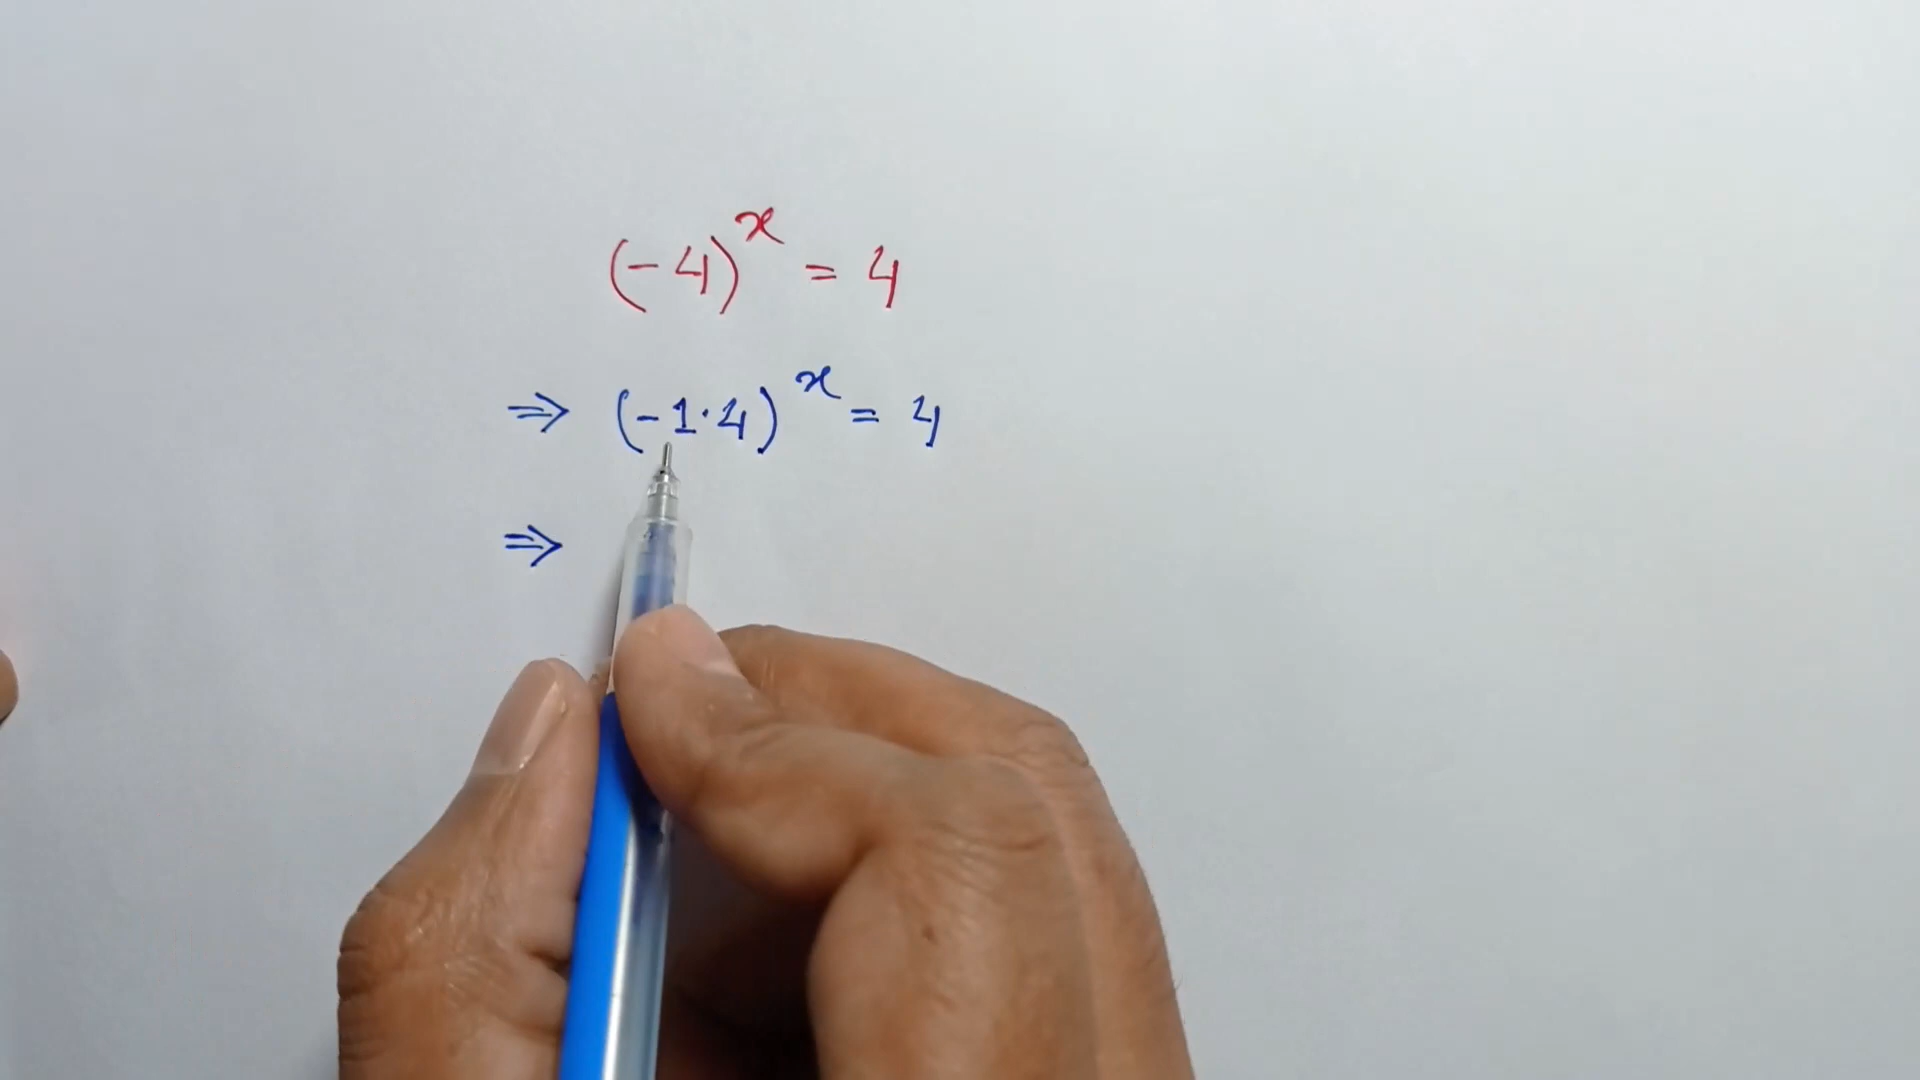 (-4)^x = 4
⇒ (-1·4)^x = 4
⇒